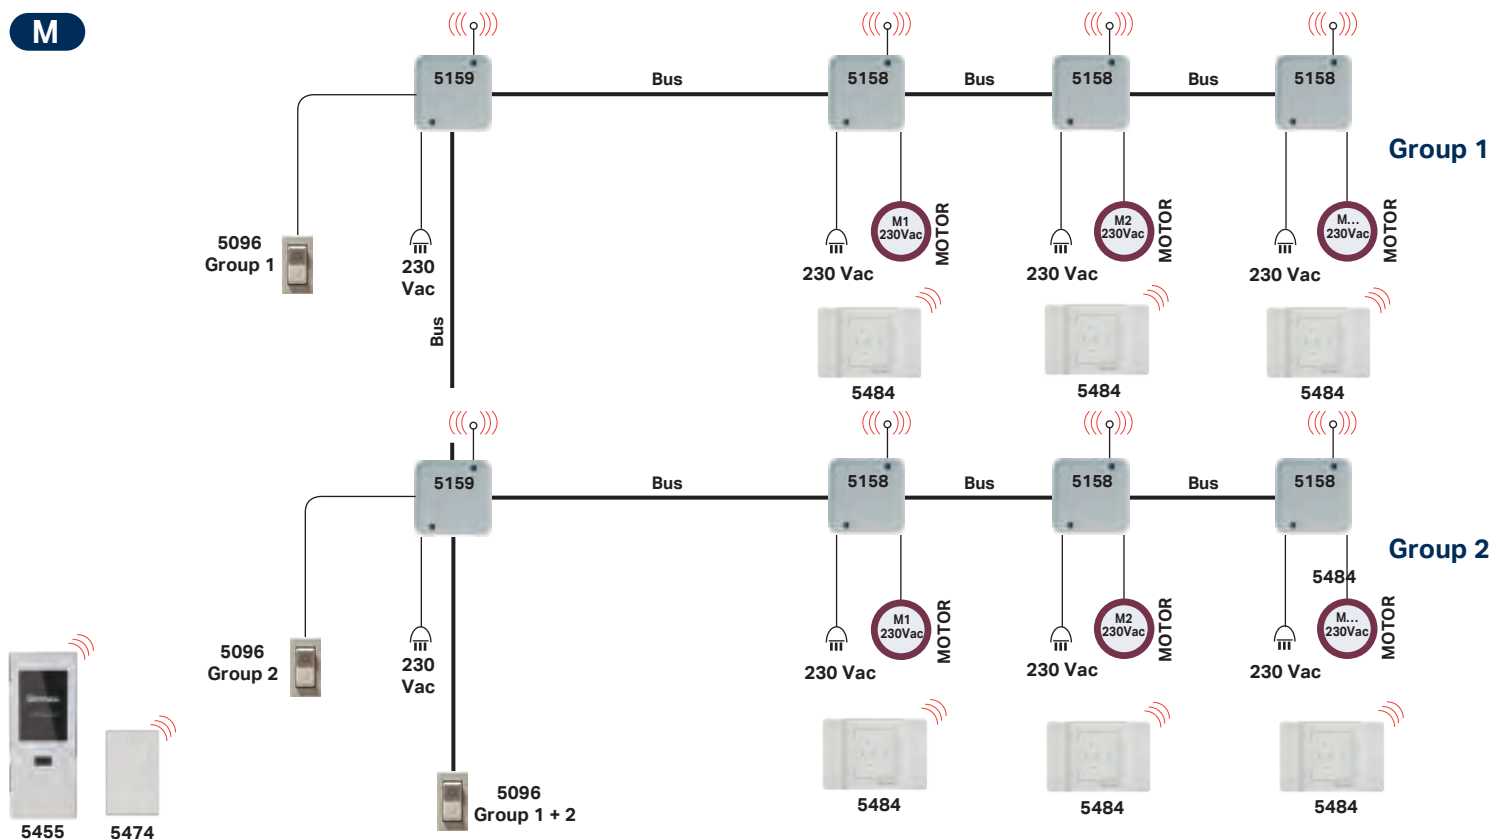 M
5159
Bus
5158
Bus
5158
Bus
5158
Group 1
5096
Group 1
230
Vac
M1
230Vac
MOTOR
230 Vac
M2
230Vac
MOTOR
230 Vac
M...
230Vac
MOTOR
230 Vac
Bus
5484
5484
5484
5159
Bus
5158
Bus
5158
Bus
5158
Group 2
5484
5096
Group 2
230
Vac
M1
230Vac
MOTOR
230 Vac
M2
230Vac
MOTOR
230 Vac
M...
230Vac
MOTOR
230 Vac
5096
Group 1 + 2
5484
5484
5484
5455
5474